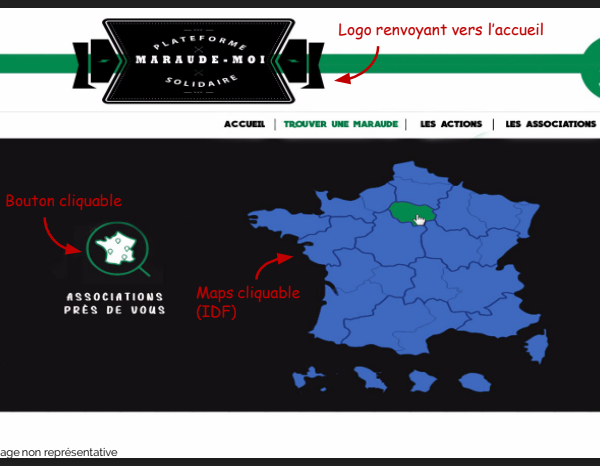 Logo renvoyant vers l'accueil
PLATEFORME
MARAUDE-MOI
SOLIDAIRE
ACCUEIL | TROUVER UNE MARAUDE | LES ACTIONS | LES ASSOCIATIONS
Bouton cliquable
ASSOCIATIONS
PRÈS DE VOUS
Maps cliquable
(IDF)
age non représentative